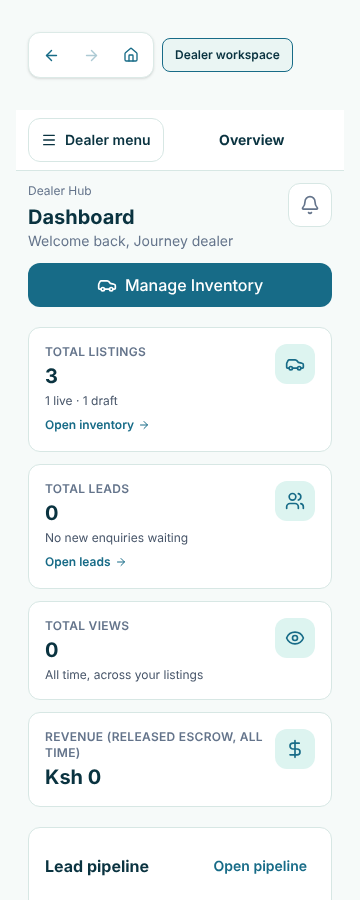 Dealer workspace
Dealer menu
Overview
Dealer Hub
Dashboard
Welcome back, Journey dealer
Manage Inventory
TOTAL LISTINGS
3
1 live · 1 draft
Open inventory →
TOTAL LEADS
0
No new enquiries waiting
Open leads →
TOTAL VIEWS
0
All time, across your listings
REVENUE (RELEASED ESCROW, ALL
TIME)
Ksh 0
Lead pipeline
Open pipeline